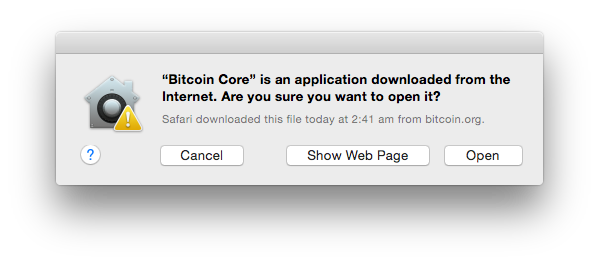 “Bitcoin Core” is an application downloaded from the
Internet. Are you sure you want to open it?
Safari downloaded this file today at 2:41 am from bitcoin.org.
?
Cancel
Show Web Page
Open